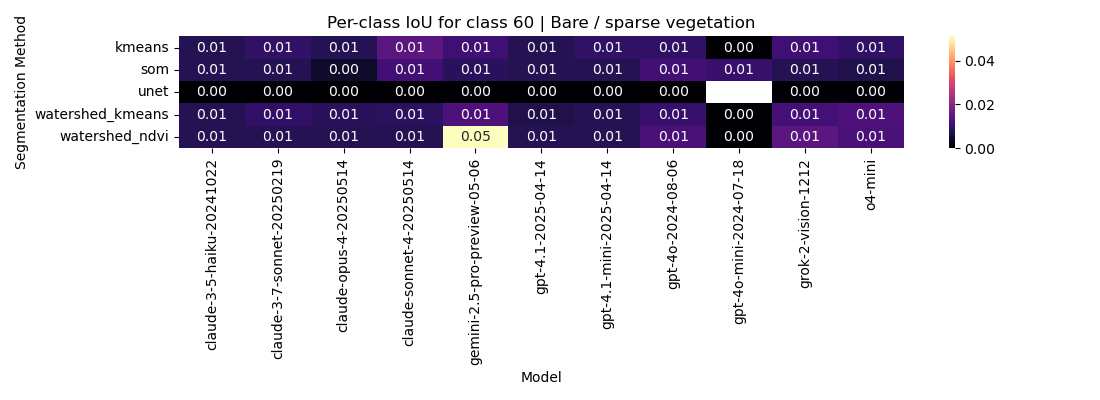 Per-class IoU for class 60 | Bare / sparse vegetation
Segmentation Method
kmeans 0.01 0.01 0.01 0.01 0.01 0.01 0.01 0.01 0.00 0.01 0.01
som 0.01 0.01 0.00 0.01 0.01 0.01 0.01 0.01 0.01 0.01 0.01
unet 0.00 0.00 0.00 0.00 0.00 0.00 0.00 0.00 0.00 0.00
watershed_kmeans 0.01 0.01 0.01 0.01 0.01 0.01 0.01 0.01 0.00 0.01 0.01
watershed_ndvi 0.01 0.01 0.01 0.01 0.05 0.01 0.01 0.01 0.00 0.01 0.01
0.04
0.02
0.00
claude-3-5-haiku-20241022
claude-3-7-sonnet-20250219
claude-opus-4-20250514
claude-sonnet-4-20250514
gemini-2.5-pro-preview-05-06
gpt-4.1-2025-04-14
gpt-4.1-mini-2025-04-14
gpt-4o-2024-08-06
gpt-4o-mini-2024-07-18
grok-2-vision-1212
o4-mini
Model